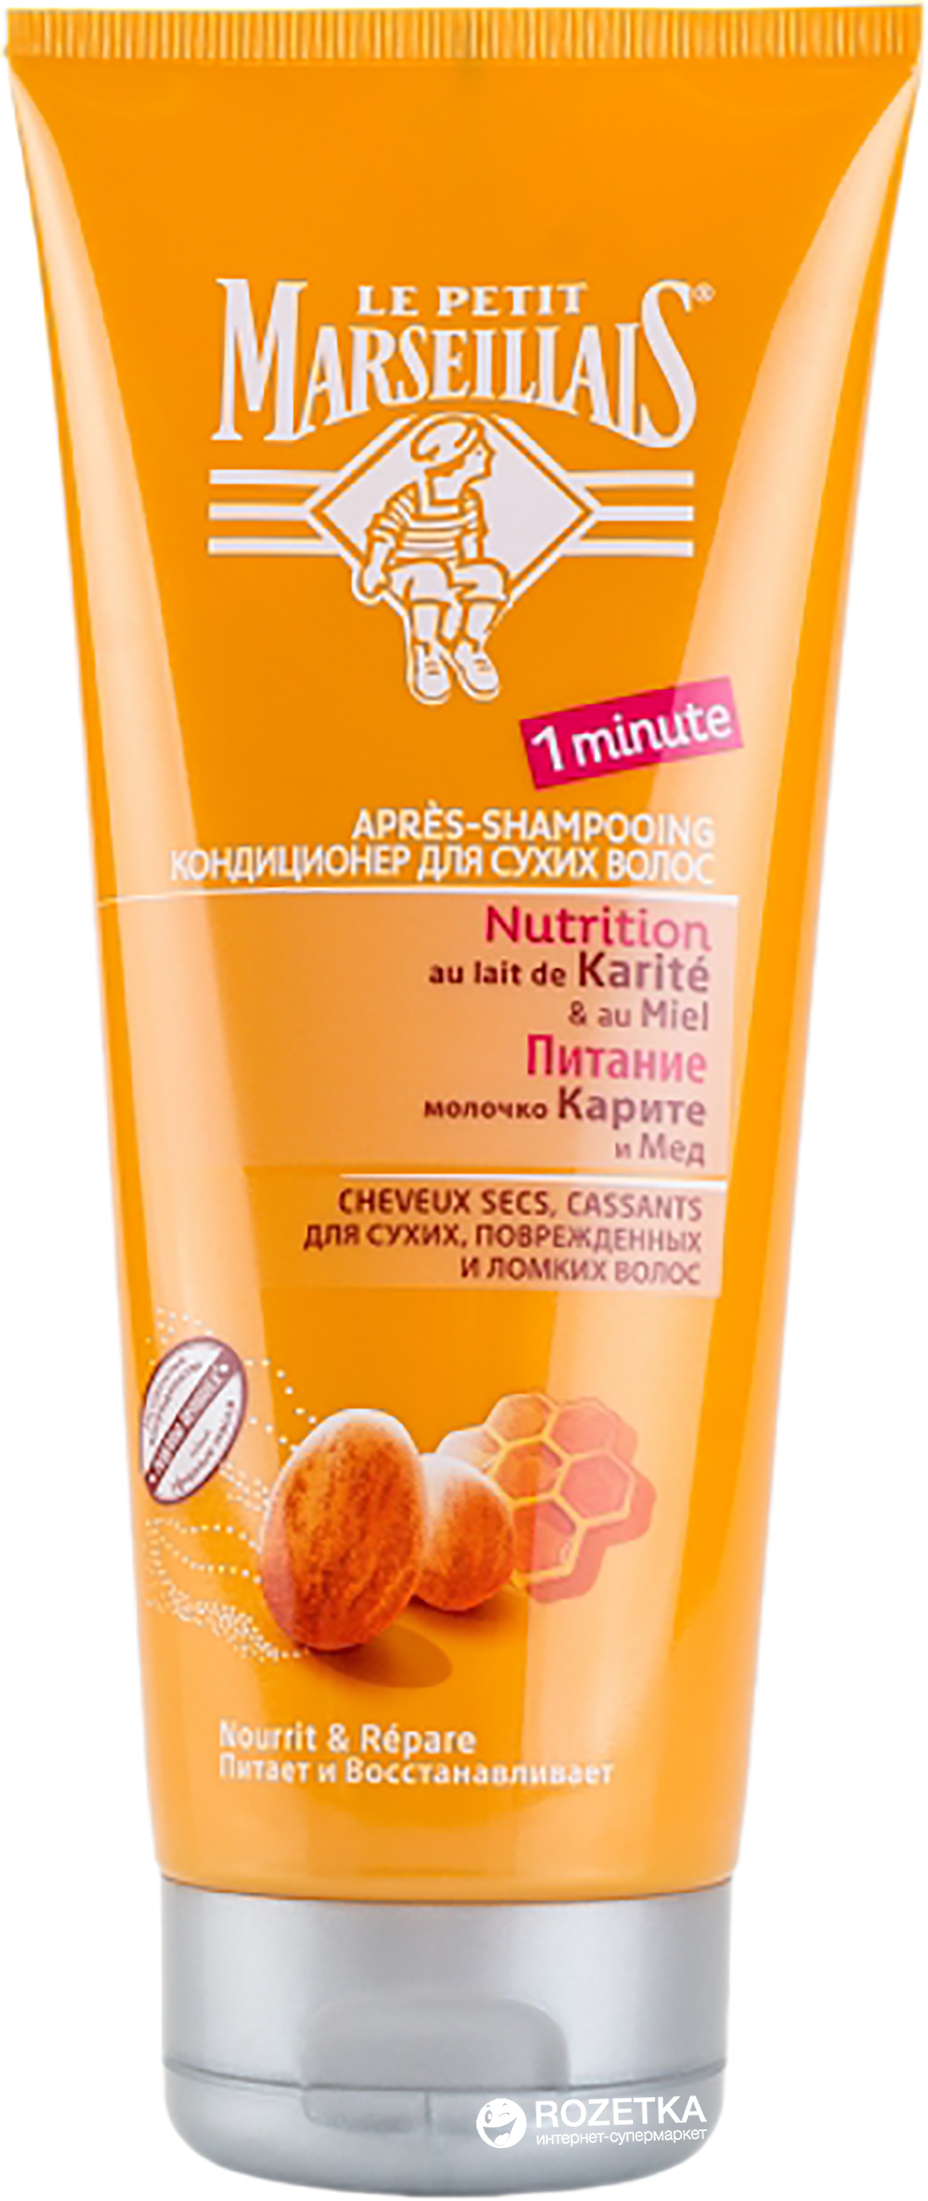 LE PETIT
MARSEILLAIS®
1 minute
APRÈS-SHAMPOOING
КОНДИЦИОНЕР ДЛЯ СУХИХ ВОЛОС
Nutrition
au lait de Karité
& au Miel
Питание
молочко Карите
и Мед
CHEVEUX SECS, CASSANTS
ДЛЯ СУХИХ, ПОВРЕЖДЕННЫХ
И ЛОМКИХ ВОЛОС
Nourrit & Répare
Питает и Восстанавливает
ROZETKA
интернет-супермаркет